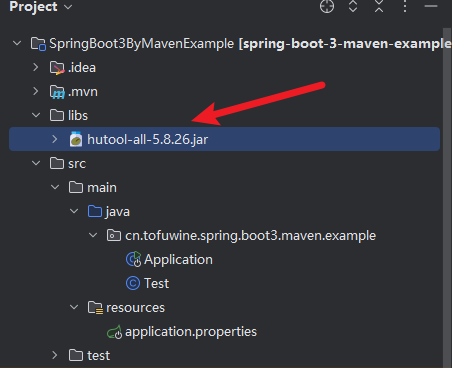 Project
SpringBoot3ByMavenExample [spring-boot-3-maven-example
.idea
.mvn
libs
hutool-all-5.8.26.jar
src
main
java
cn.tofuwine.spring.boot3.maven.example
Application
Test
resources
application.properties
test